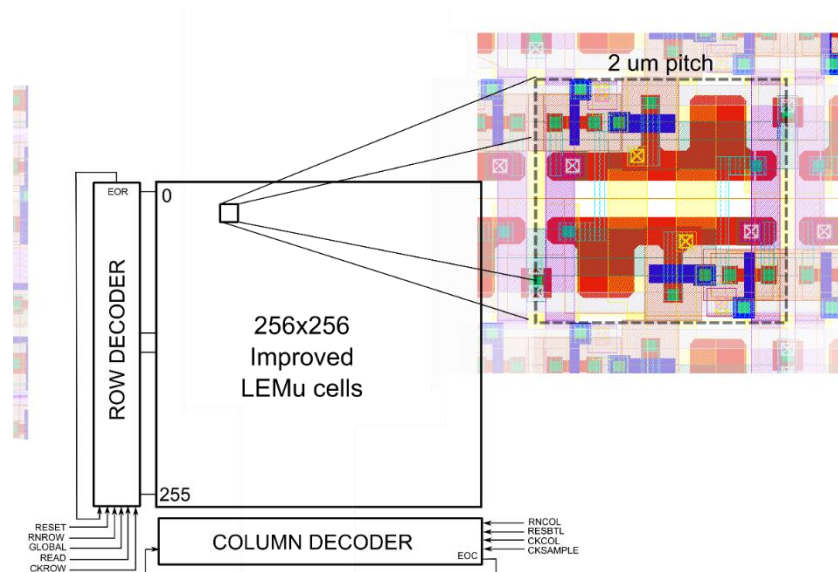 2 um pitch
EOR
0
ROW DECODER
256x256
Improved
LEMu cells
255
RESET
RNROW
GLOBAL
READ
CKROW
COLUMN DECODER
EOC
RNCOL
RESBTL
CKCOL
CKSAMPLE